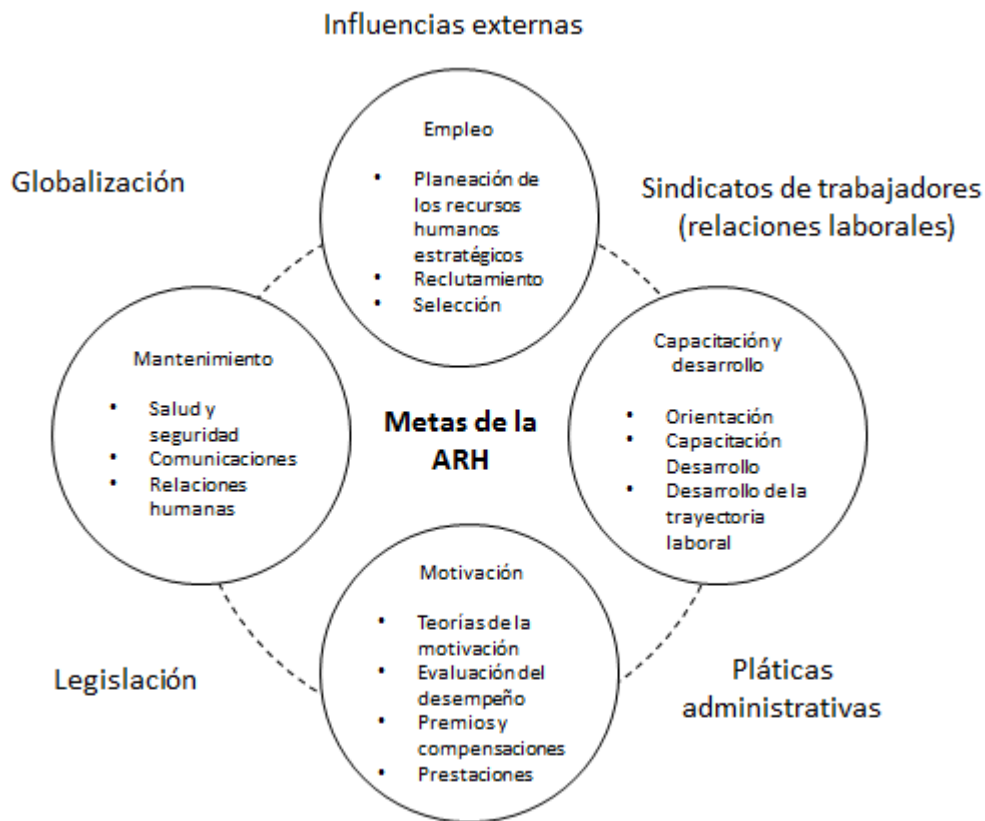 Influencias externas
Globalización
Sindicatos de trabajadores
(relaciones laborales)
Empleo
• Planeación de
los recursos
humanos
estratégicos
• Reclutamiento
• Selección
Mantenimiento
• Salud y
seguridad
• Comunicaciones
• Relaciones
humanas
Metas de la
ARH
Capacitación y
desarrollo
• Orientación
• Capacitación
Desarrollo
• Desarrollo de la
trayectoria
laboral
Motivación
• Teorías de la
motivación
• Evaluación del
desempeño
• Premios y
compensaciones
• Prestaciones
Legislación
Pláticas
administrativas